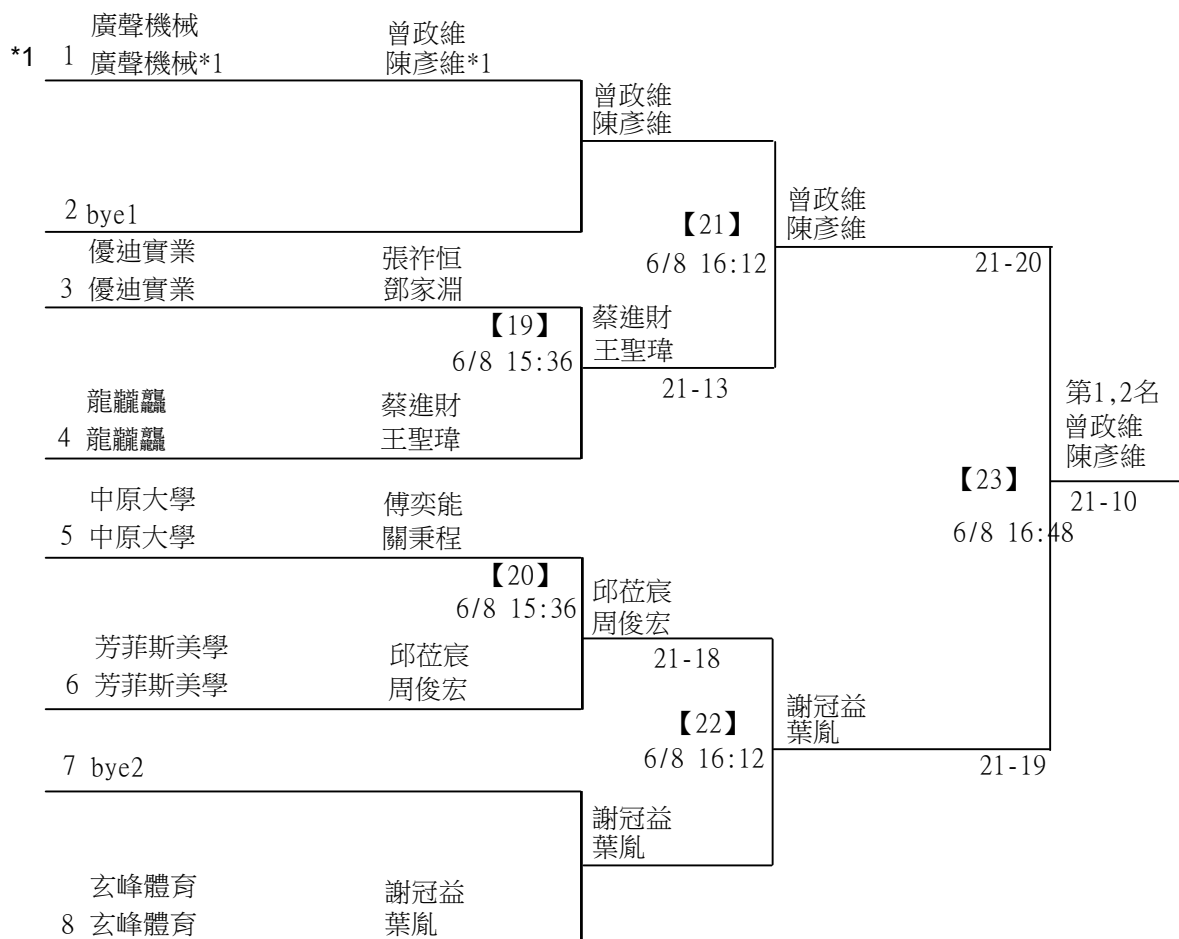 廣聲機械 曾政維
*1 1 廣聲機械*1 陳彥維*1
曾政維
陳彥維
曾政維
陳彥維
2 bye1
【21】
6/8 16:12
21-20
優迪實業 張祚恒
3 優迪實業 鄧家淵
【19】
6/8 15:36
蔡進財
王聖瑋
21-13
龍龖龘 蔡進財
4 龍龖龘 王聖瑋
第1,2名
曾政維
陳彥維
【23】
21-10
6/8 16:48
中原大學 傅奕能
5 中原大學 關秉程
【20】
6/8 15:36
邱莅宸
周俊宏
21-18
芳菲斯美學 邱莅宸
6 芳菲斯美學 周俊宏
【22】
6/8 16:12
謝冠益
葉胤
21-19
7 bye2
謝冠益
葉胤
玄峰體育 謝冠益
8 玄峰體育 葉胤